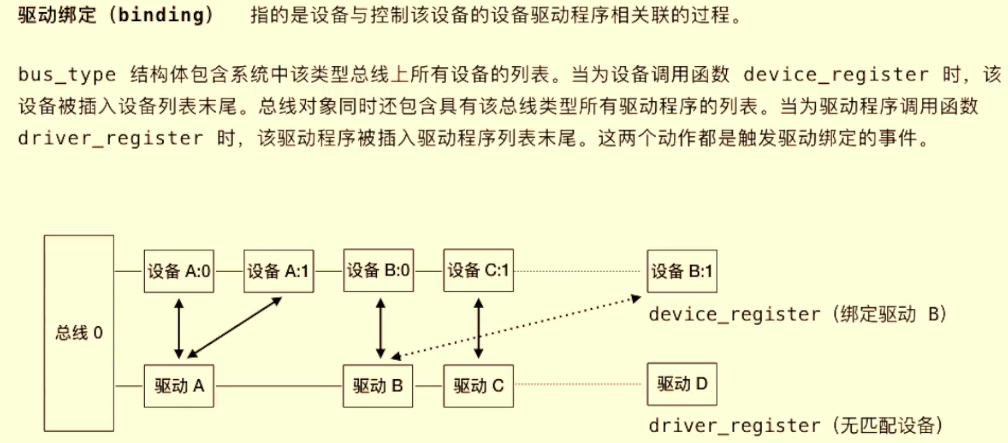 驱动绑定（binding） 指的是设备与控制该设备的设备驱动程序相关联的过程。
bus_type 结构体包含系统中该类型总线上所有设备的列表。当为设备调用函数 device_register 时，该
设备被插入设备列表末尾。总线对象同时还包含具有该总线类型所有驱动程序的列表。当为驱动程序调用函数
driver_register 时，该驱动程序被插入驱动程序列表末尾。这两个动作都是触发驱动绑定的事件。
设备 A:0 设备 A:1 设备 B:0 设备 C:1 设备 B:1
device_register（绑定驱动 B）
总线 0
驱动 A 驱动 B 驱动 C 驱动 D
driver_register（无匹配设备）